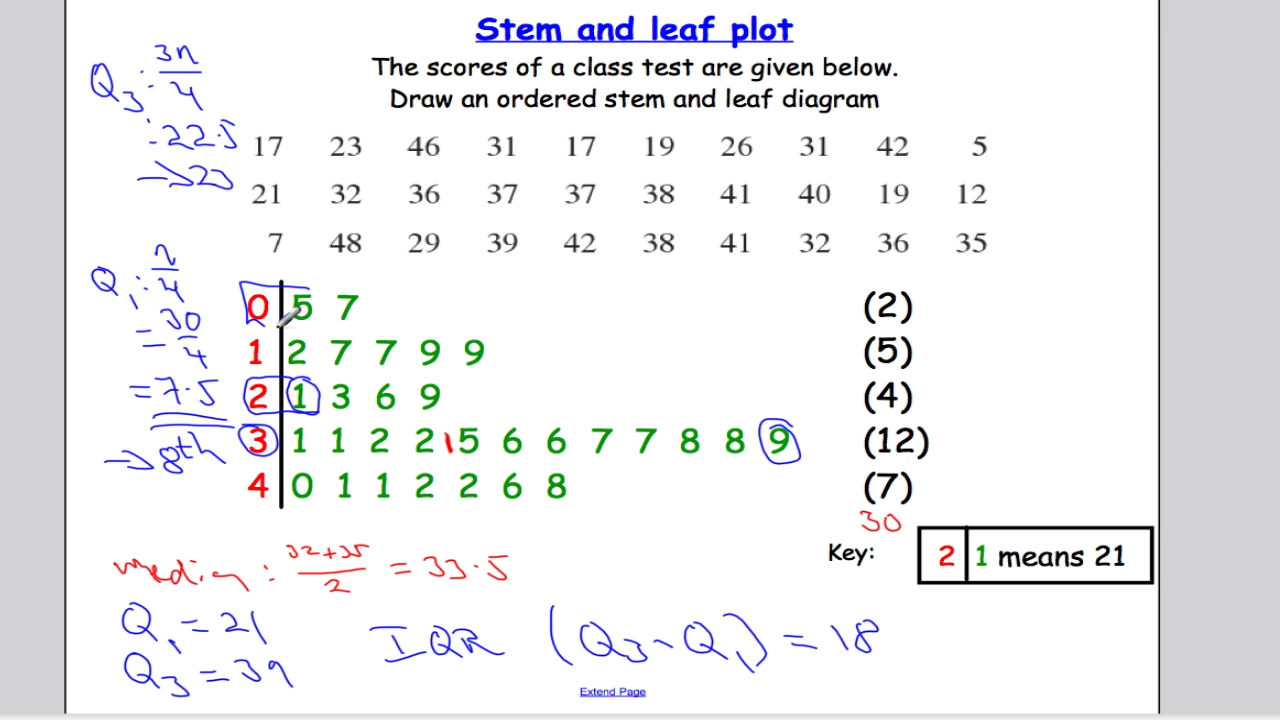 Stem and leaf plot
The scores of a class test are given below.
Draw an ordered stem and leaf diagram
Q3 : 3n/4
: 22.5
→ 23
17 23 46 31 17 19 26 31 42 5
21 32 36 37 37 38 41 40 19 12
7 48 29 39 42 38 41 32 36 35
Q1 : n/4
= 30/4
= 7.5
→ 8th
0 | 5 7 (2)
1 | 2 7 7 9 9 (5)
2 | 1 3 6 9 (4)
3 | 1 1 2 2 | 5 6 6 7 7 8 8 9 (12)
4 | 0 1 1 2 2 6 8 (7)
30
Key: 2 | 1 means 21
median : 32+35/2 = 33.5
Q1 = 21
Q3 = 39
IQR (Q3 - Q1) = 18
Extend Page